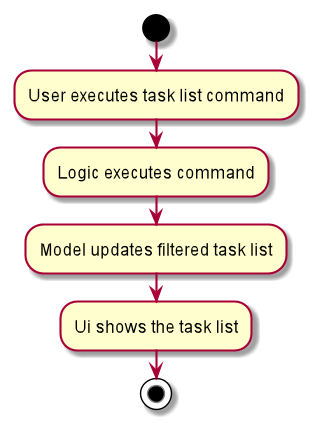 User executes task list command
Logic executes command
Model updates filtered task list
Ui shows the task list